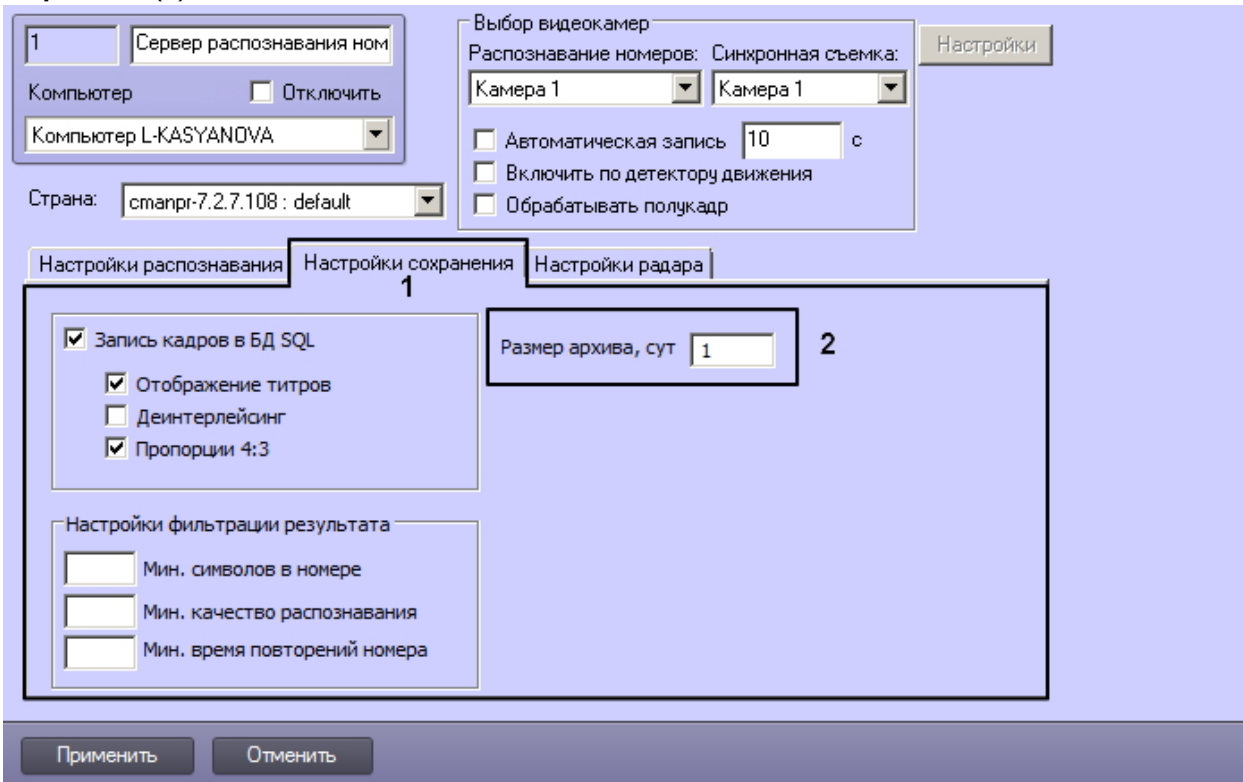 1
Сервер распознавания ном
Компьютер
Отключить
Компьютер L-KASYANOVA
Страна:
cmanpr-7.2.7.108 : default
Выбор видеокамер
Распознавание номеров:
Синхронная съемка:
Камера 1
Камера 1
Автоматическая запись 10 с
Включить по детектору движения
Обрабатывать полукадр
Настройки
Настройки распознавания
Настройки сохранения
Настройки радара
1
Запись кадров в БД SQL
Отображение титров
Деинтерлейсинг
Пропорции 4:3
Размер архива, сут 1
2
Настройки фильтрации результата
Мин. символов в номере
Мин. качество распознавания
Мин. время повторений номера
Применить
Отменить